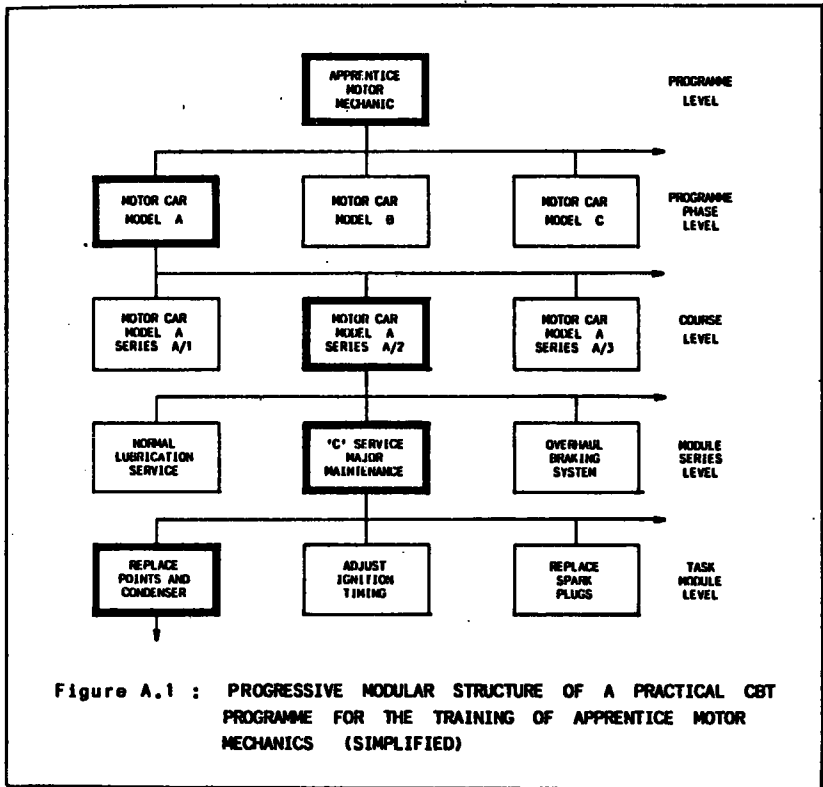 APPRENTICE
MOTOR
MECHANIC
PROGRAMME
LEVEL
MOTOR CAR
MODEL A
MOTOR CAR
MODEL B
MOTOR CAR
MODEL C
PROGRAMME
PHASE
LEVEL
MOTOR CAR
MODEL A
SERIES A/1
MOTOR CAR
MODEL A
SERIES A/2
MOTOR CAR
MODEL A
SERIES A/3
COURSE
LEVEL
NORMAL
LUBRICATION
SERVICE
'C' SERVICE
MAJOR
MAINTENANCE
OVERHAUL
BRAKING
SYSTEM
MODULE
SERIES
LEVEL
REPLACE
POINTS AND
CONDENSER
ADJUST
IGNITION
TIMING
REPLACE
SPARK
PLUGS
TASK
MODULE
LEVEL
Figure A.1 : PROGRESSIVE MODULAR STRUCTURE OF A PRACTICAL CBT
PROGRAMME FOR THE TRAINING OF APPRENTICE MOTOR
MECHANICS (SIMPLIFIED)